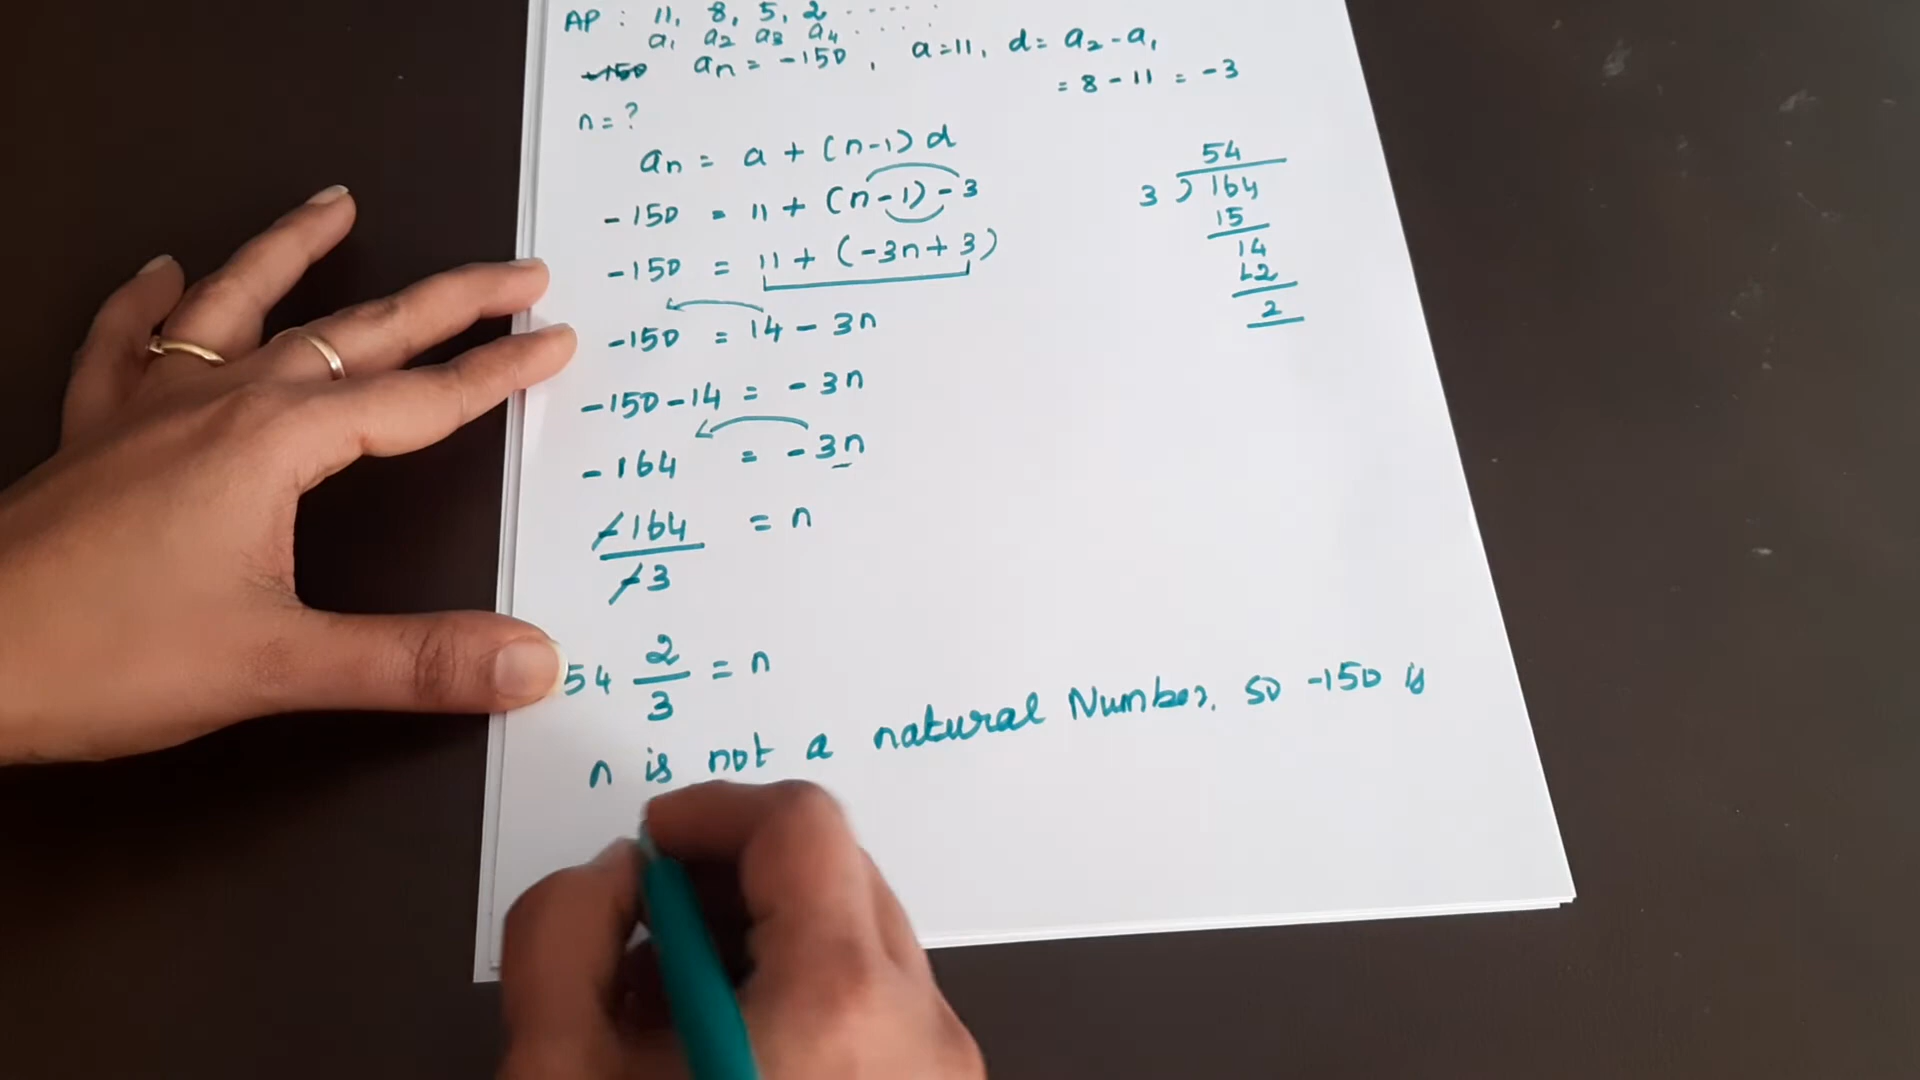 AP : 11, 8, 5, 2 . . . . .
a1 a2 a3 a4 . . . .
-150 an = -150 , a=11, d= a2 - a1
= 8 - 11 = -3
n = ?
an = a + (n-1) d
-150 = 11 + (n-1) -3
-150 = 11 + (-3n+3)
-150 = 14 - 3n
-150-14 = -3n
-164 = -3n
-164/-3 = n
54 2/3 = n
n is not a natural Number. so -150 is
54
3 ) 164
15
14
12
2